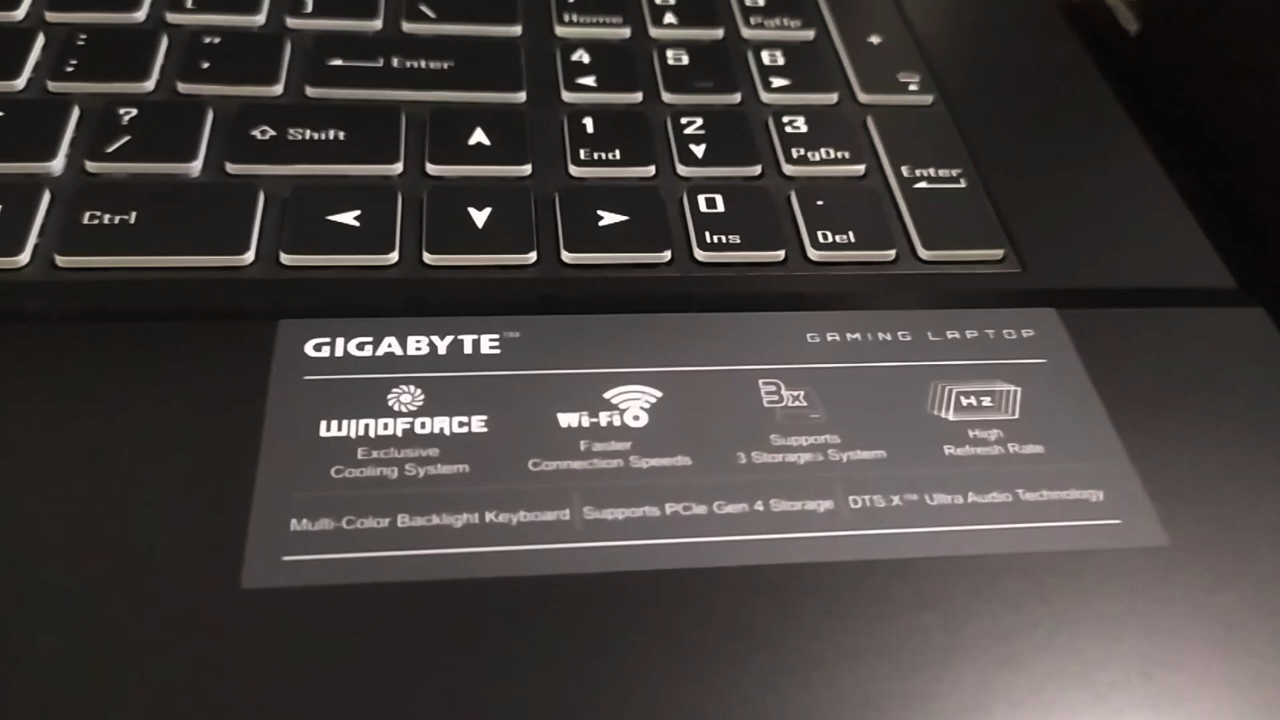 Home
PgUp
Enter
4
5
6
?
/
Shift
1
End
2
3
PgDn
Enter
Ctrl
0
Ins
.
Del
GIGABYTE™
GAMING LAPTOP
WINDFORCE
Exclusive
Cooling System
Wi-Fi 6
Faster
Connection Speeds
3x
Supports
3 Storages System
Hz
High
Refresh Rate
Multi-Color Backlight Keyboard | Supports PCIe Gen 4 Storage | DTS:X™ Ultra Audio Technology